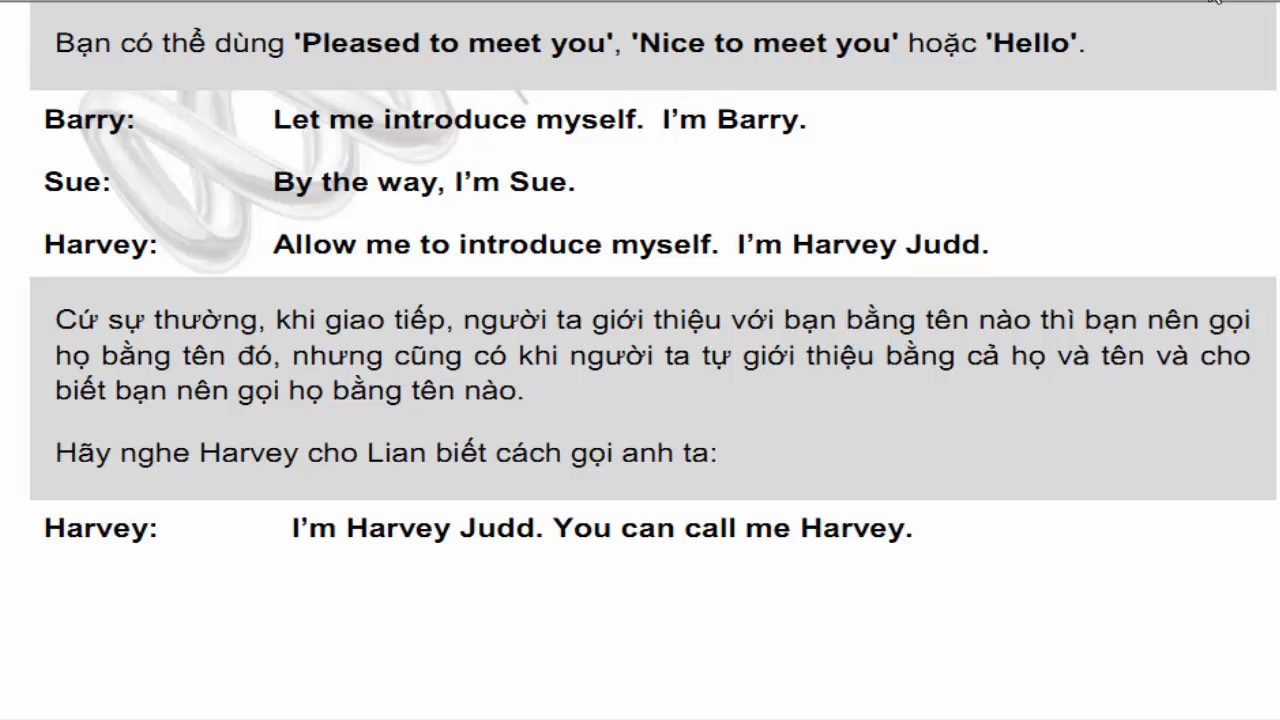 Bạn có thể dùng 'Pleased to meet you', 'Nice to meet you' hoặc 'Hello'.
Barry: Let me introduce myself. I’m Barry.
Sue: By the way, I’m Sue.
Harvey: Allow me to introduce myself. I’m Harvey Judd.
Cứ sự thường, khi giao tiếp, người ta giới thiệu với bạn bằng tên nào thì bạn nên gọi
họ bằng tên đó, nhưng cũng có khi người ta tự giới thiệu bằng cả họ và tên và cho
biết bạn nên gọi họ bằng tên nào.
Hãy nghe Harvey cho Lian biết cách gọi anh ta:
Harvey: I’m Harvey Judd. You can call me Harvey.